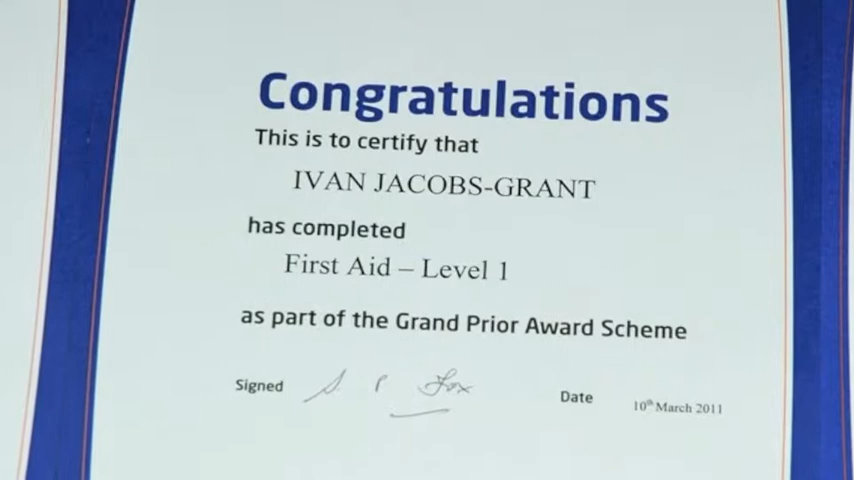 Congratulations
This is to certify that
IVAN JACOBS-GRANT
has completed
First Aid – Level 1
as part of the Grand Prior Award Scheme
Signed S P Fox Date 10th March 2011